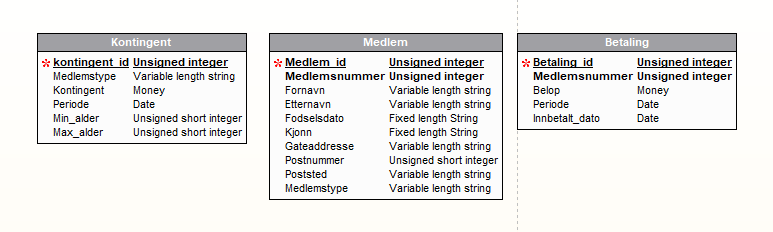 Kontingent
* kontingent_id Unsigned integer
Medlemstype Variable length string
Kontingent Money
Periode Date
Min_alder Unsigned short integer
Max_alder Unsigned short integer
Medlem
* Medlem_id Unsigned integer
Medlemsnummer Unsigned integer
Fornavn Variable length string
Etternavn Variable length string
Fodselsdato Fixed length String
Kjonn Fixed length String
Gateaddresse Variable length string
Postnummer Unsigned short integer
Poststed Variable length string
Medlemstype Variable length string
Betaling
* Betaling_id Unsigned integer
Medlemsnummer Unsigned integer
Belop Money
Periode Date
Innbetalt_dato Date